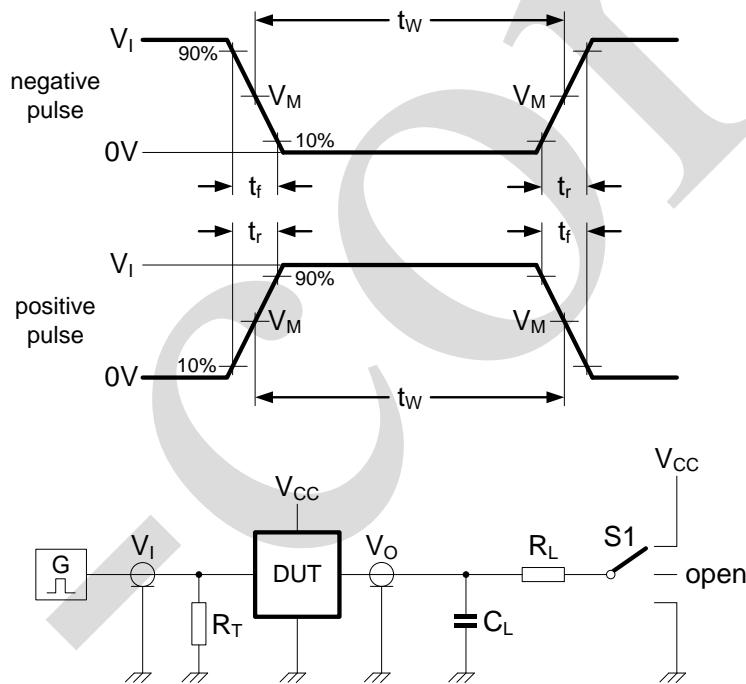 t_W
V_I
90%
negative pulse
V_M
V_M
10%
0V
t_f
t_r
t_r
t_f
V_I
90%
positive pulse
V_M
V_M
10%
0V
t_W
V_CC
V_CC
G
V_I
DUT
V_O
R_L
S1
open
R_T
C_L